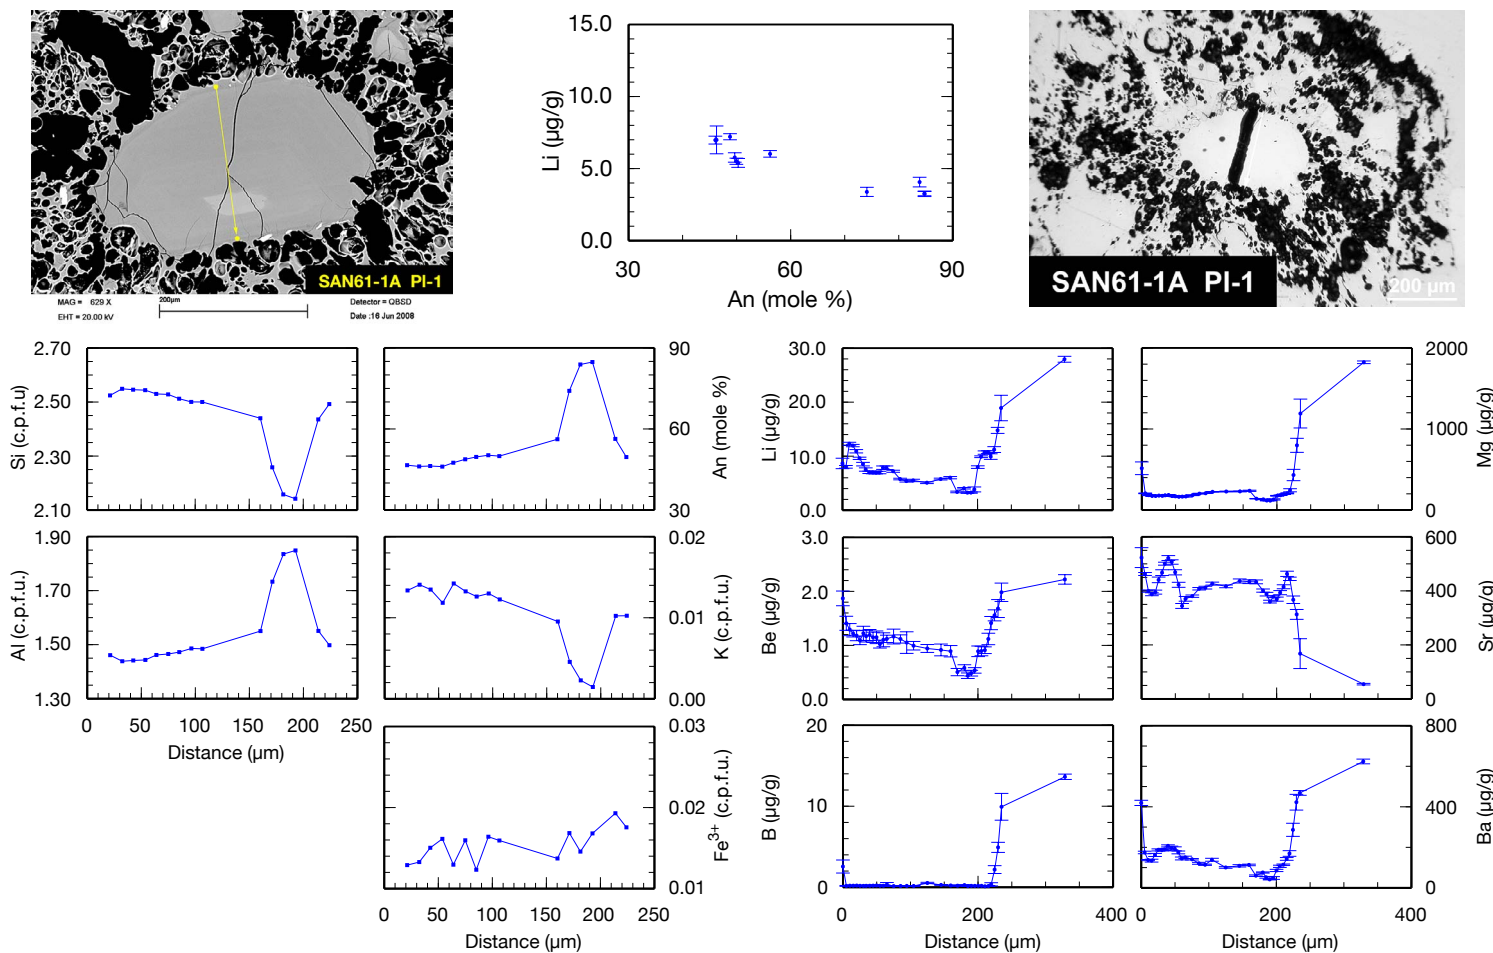 SAN61-1A PI-1
MAG = 629 X
EHT = 20.00 kV
200µm
Detector = QBSD
Date :16 Jun 2008
15.0
10.0
5.0
0.0
Li (µg/g)
30 60 90
An (mole %)
SAN61-1A PI-1
200 µm
2.70
2.50
2.30
2.10
Si (c.p.f.u)
90
60
30
An (mole %)
30.0
20.0
10.0
0.0
Li (µg/g)
2000
1000
0
Mg (µg/g)
1.90
1.70
1.50
1.30
Al (c.p.f.u.)
0 50 100 150 200 250
Distance (µm)
0.02
0.01
0.00
K (c.p.f.u.)
3.0
2.0
1.0
0.0
Be (µg/g)
600
400
200
0
Sr (µg/g)
0.03
0.02
0.01
Fe³⁺ (c.p.f.u.)
0 50 100 150 200 250
Distance (µm)
20
10
0
B (µg/g)
0 200 400
Distance (µm)
800
400
0
Ba (µg/g)
0 200 400
Distance (µm)